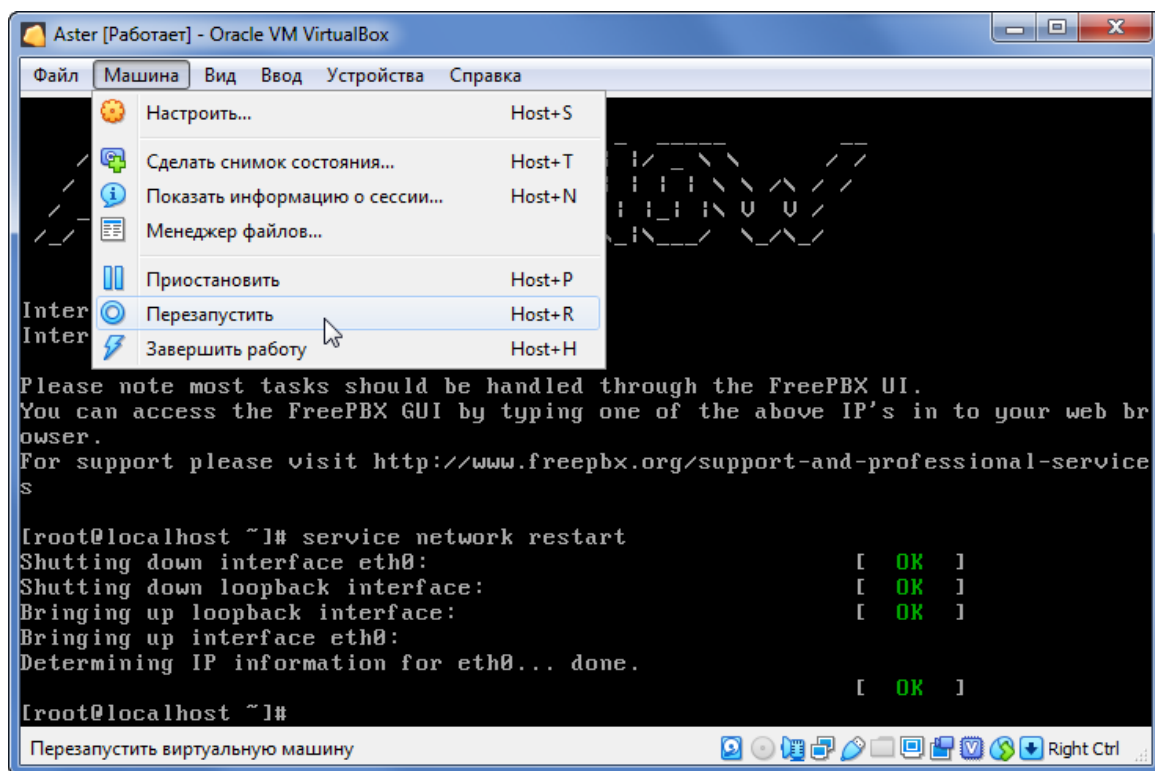 Aster [Работает] - Oracle VM VirtualBox
Файл Машина Вид Ввод Устройства Справка
Настроить... Host+S
Сделать снимок состояния... Host+T
Показать информацию о сессии... Host+N
Менеджер файлов...
Приостановить Host+P
Перезапустить Host+R
Завершить работу Host+H
Inter
Inter
Please note most tasks should be handled through the FreePBX UI.
You can access the FreePBX GUI by typing one of the above IP's in to your web br
owser.
For support please visit http://www.freepbx.org/support-and-professional-service
s
[root@localhost ~]# service network restart
Shutting down interface eth0: [ OK ]
Shutting down loopback interface: [ OK ]
Bringing up loopback interface: [ OK ]
Bringing up interface eth0:
Determining IP information for eth0... done.
[ OK ]
[root@localhost ~]#
Перезапустить виртуальную машину Right Ctrl